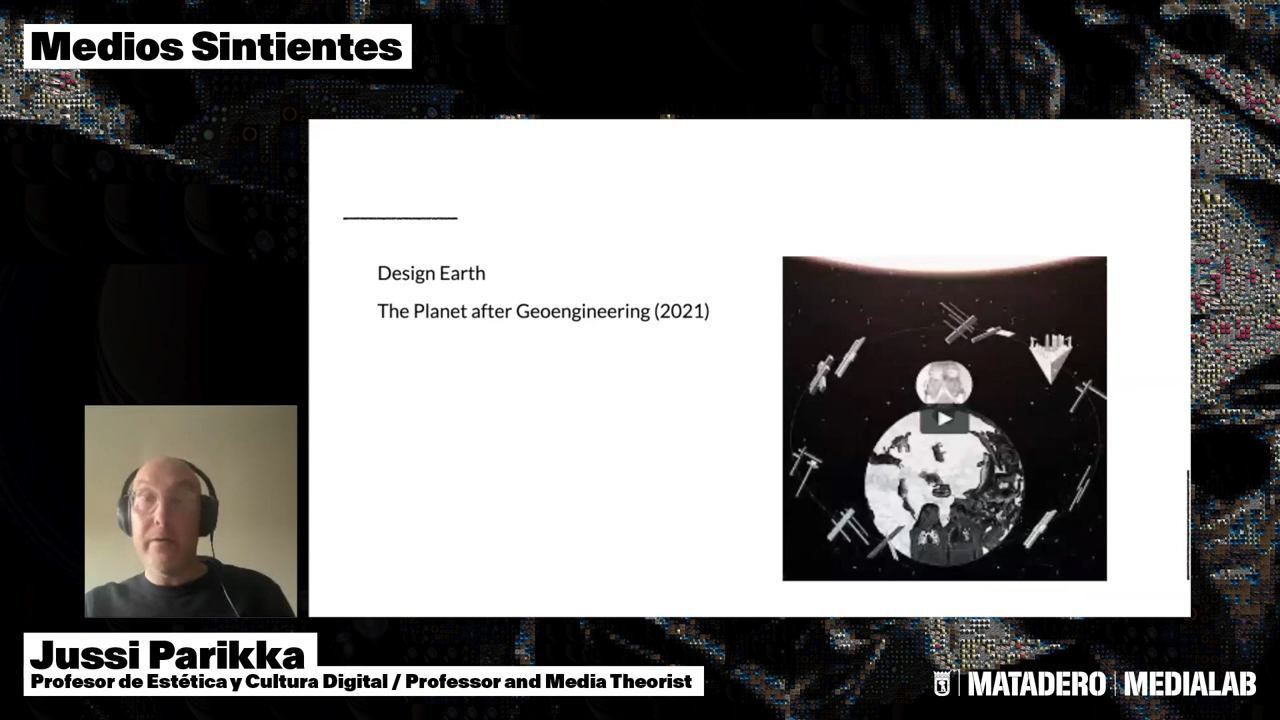 Medios Sintientes
Design Earth
The Planet after Geoengineering (2021)
Jussi Parikka
Profesor de Estética y Cultura Digital / Professor and Media Theorist
MATADERO | MEDIALAB